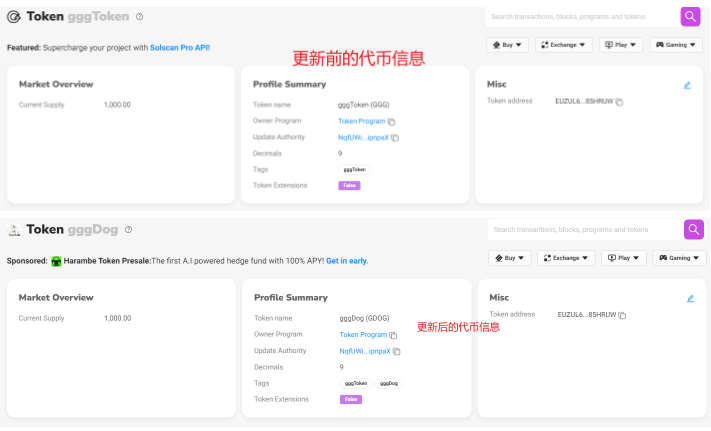 Token gggToken
Search transactions, blocks, programs and tokens
Featured: Supercharge your project with Solscan Pro API!
Buy Exchange Play Gaming
更新前的代币信息
Market Overview
Current Supply 1,000.00
Profile Summary
Token name gggToken (GGG)
Owner Program Token Program
Update Authority NqfUWi...ipnpaX
Decimals 9
Tags gggToken
Token Extensions False
Misc
Token address EUZUL6...85HRUW
Token gggDog
Search transactions, blocks, programs and tokens
Sponsored: Harambe Token Presale:The first A.I powered hedge fund with 100% APY! Get in early.
Buy Exchange Play Gaming
Market Overview
Current Supply 1,000.00
Profile Summary
Token name gggDog (GDOG)
Owner Program Token Program
Update Authority NqfUWi...ipnpaX
Decimals 9
Tags gggToken gggDog
Token Extensions False
更新后的代币信息
Misc
Token address EUZUL6...85HRUW